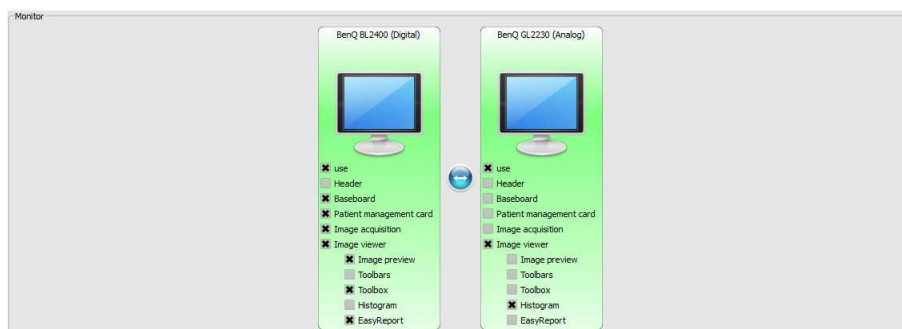 Monitor
BenQ BL2400 (Digital)
use
Header
Baseboard
Patient management card
Image acquisition
Image viewer
Image preview
Toolbars
Toolbox
Histogram
EasyReport
BenQ GL2230 (Analog)
use
Header
Baseboard
Patient management card
Image acquisition
Image viewer
Image preview
Toolbars
Toolbox
Histogram
EasyReport